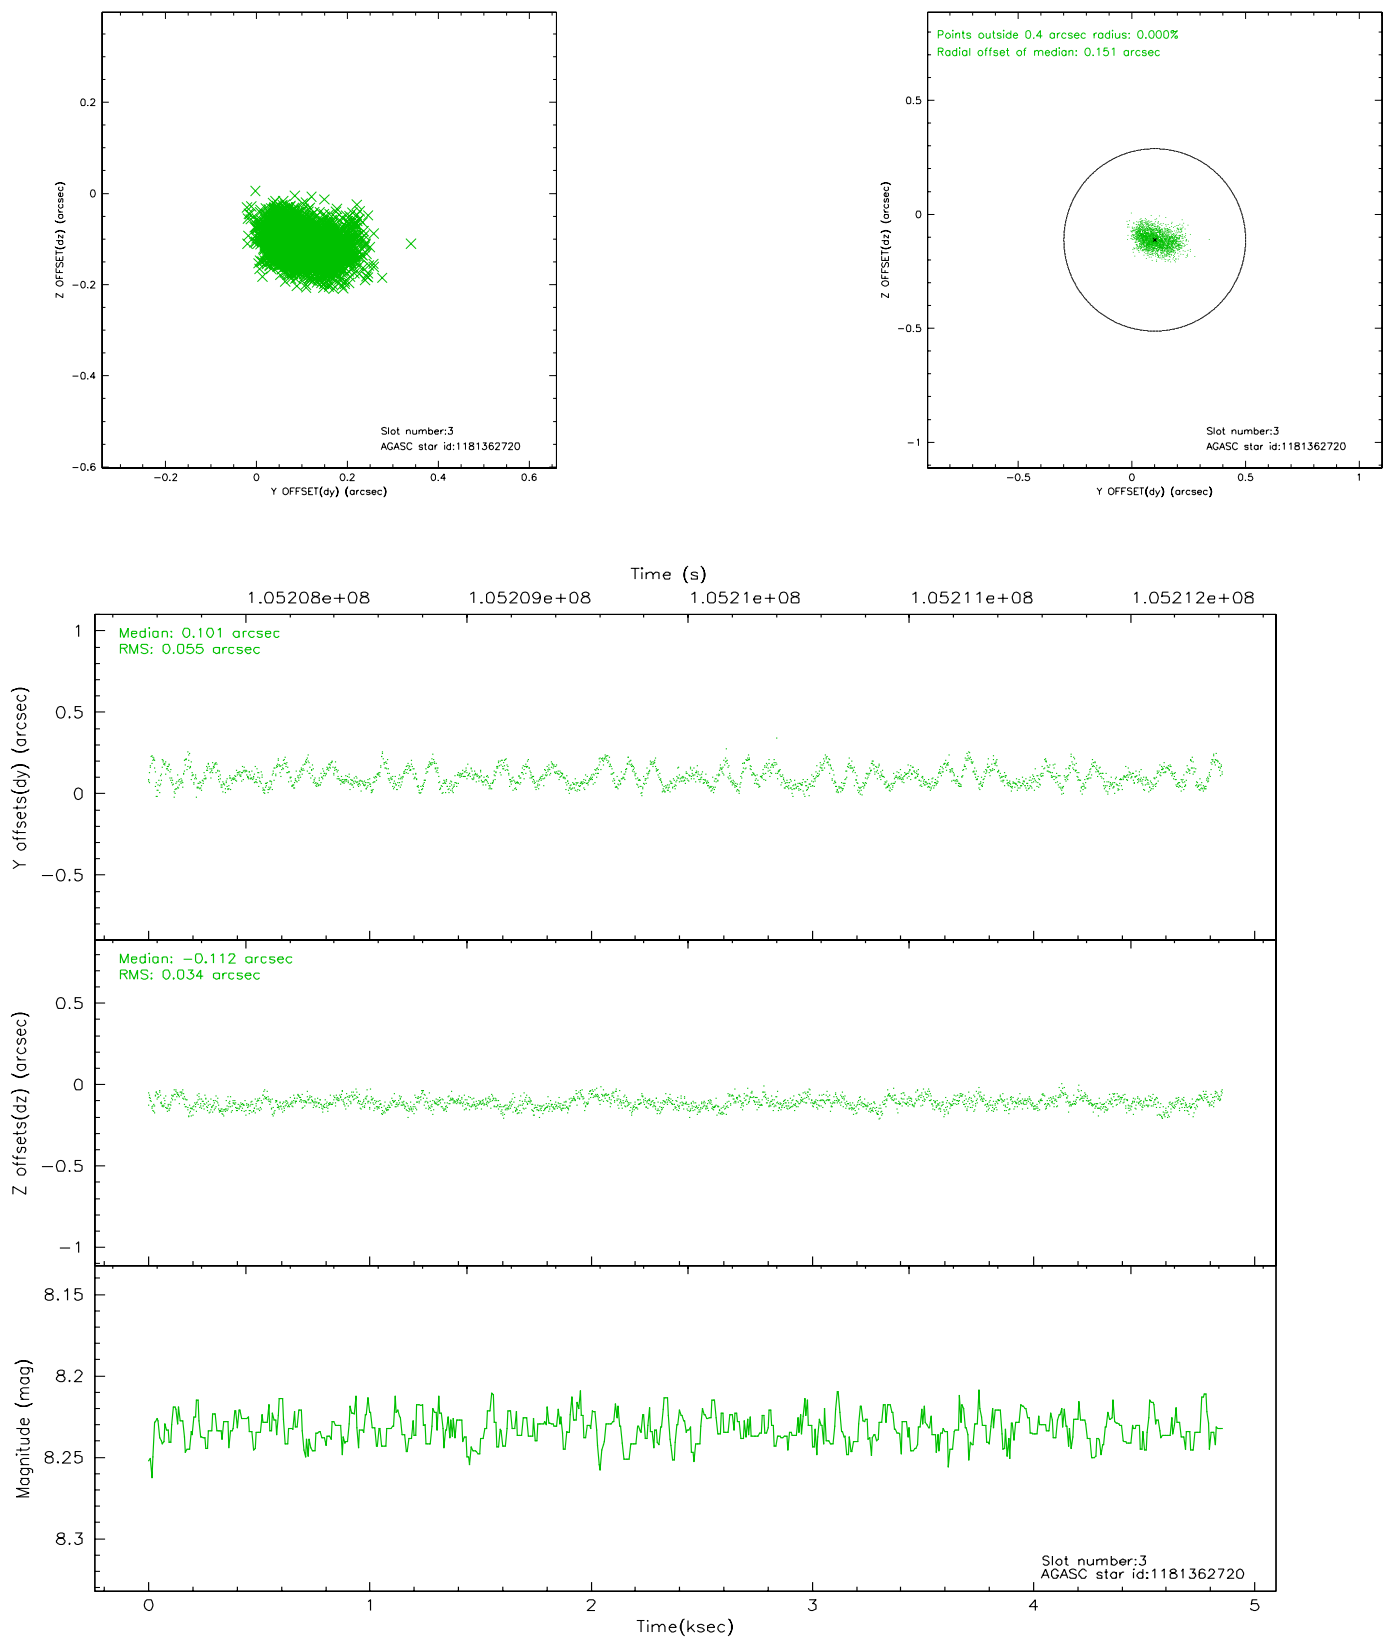 0.2
0
−0.2
−0.4
−0.6
Z OFFSET(dz) (arcsec)
Slot number:3
AGASC star id:1181362720
−0.2 0 0.2 0.4 0.6
Y OFFSET(dy) (arcsec)
Points outside 0.4 arcsec radius: 0.000%
Radial offset of median: 0.151 arcsec
0.5
0
−0.5
−1
Z OFFSET(dz) (arcsec)
Slot number:3
AGASC star id:1181362720
−0.5 0 0.5 1
Y OFFSET(dy) (arcsec)
Time (s)
1.05208e+08 1.05209e+08 1.0521e+08 1.05211e+08 1.05212e+08
Median: 0.101 arcsec
RMS: 0.055 arcsec
1
0.5
0
−0.5
Y offsets(dy) (arcsec)
Median: −0.112 arcsec
RMS: 0.034 arcsec
0.5
0
−0.5
−1
Z offsets(dz) (arcsec)
8.15
8.2
8.25
8.3
Magnitude (mag)
Slot number:3
AGASC star id:1181362720
0 1 2 3 4 5
Time(ksec)